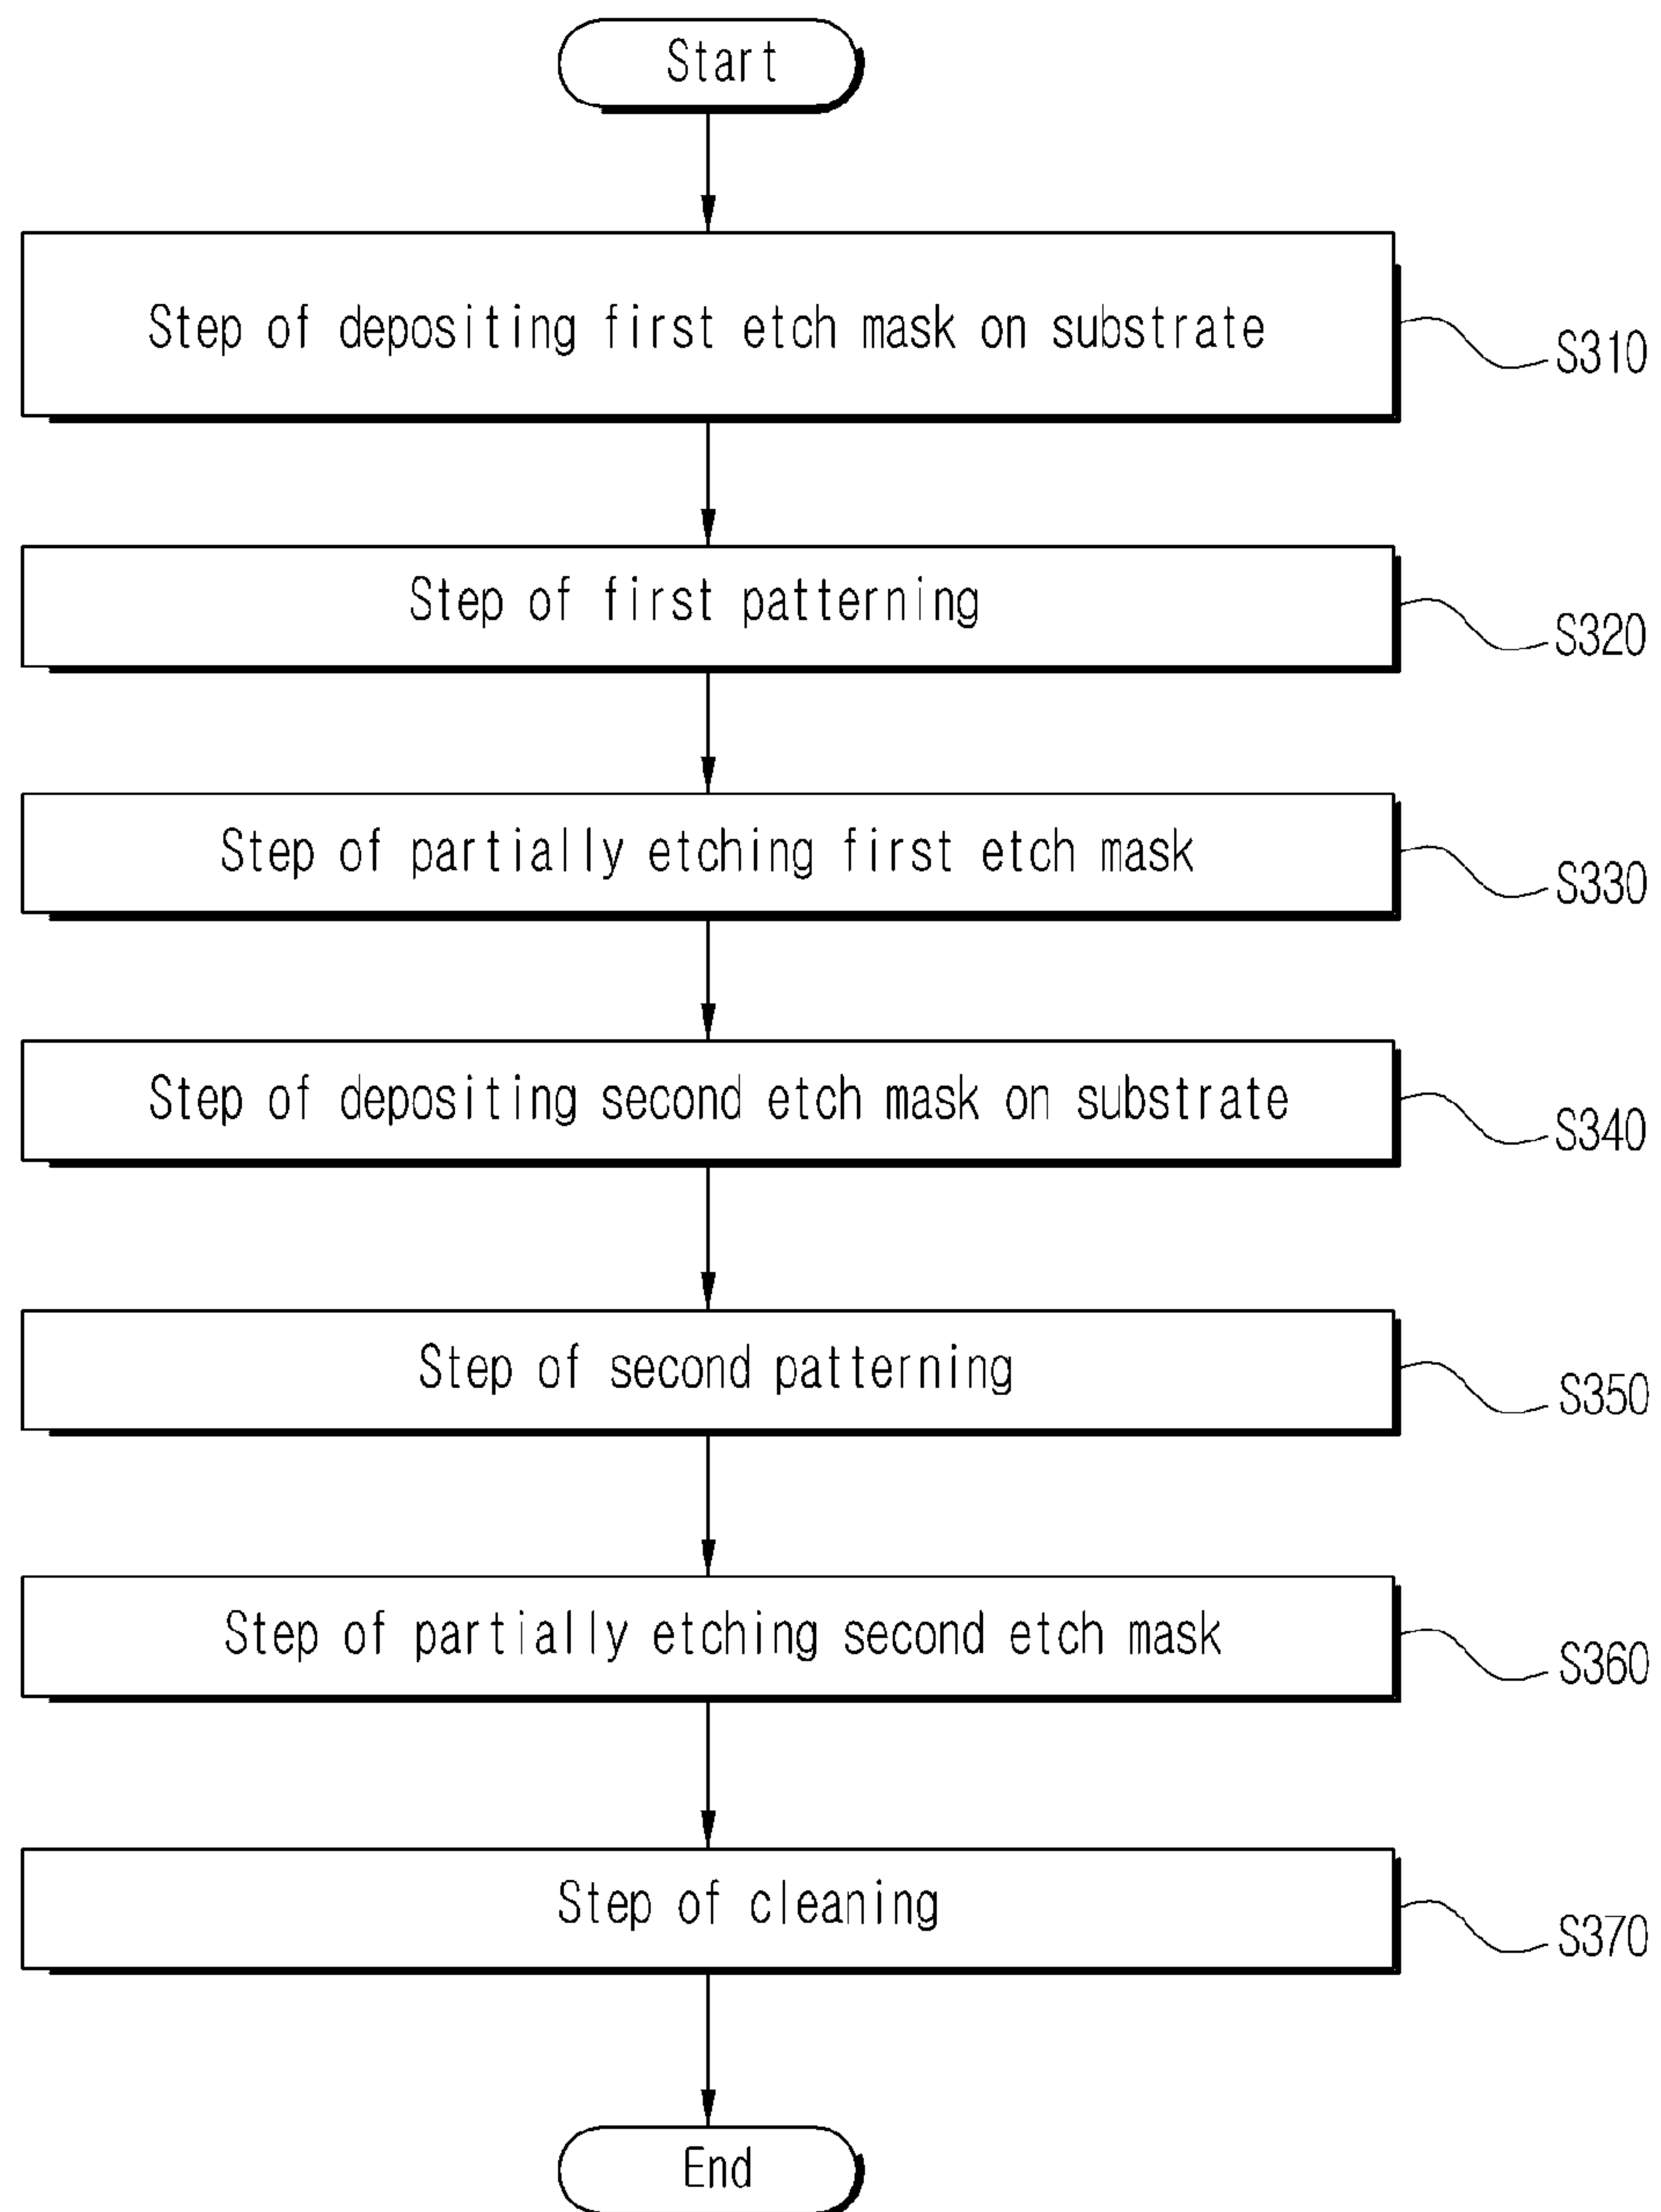 Start
Step of depositing first etch mask on substrate
S310
Step of first patterning
S320
Step of partially etching first etch mask
S330
Step of depositing second etch mask on substrate
S340
Step of second patterning
S350
Step of partially etching second etch mask
S360
Step of cleaning
S370
End